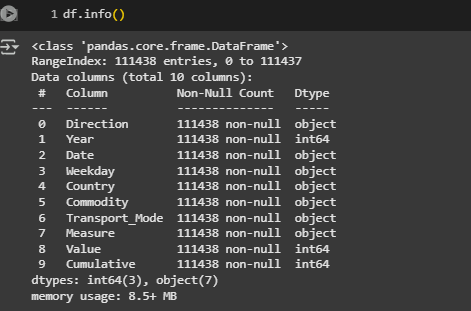 1 df.info()
<class 'pandas.core.frame.DataFrame'>
RangeIndex: 111438 entries, 0 to 111437
Data columns (total 10 columns):
 #   Column          Non-Null Count   Dtype
---  ------          --------------   -----
 0   Direction       111438 non-null  object
 1   Year            111438 non-null  int64
 2   Date            111438 non-null  object
 3   Weekday         111438 non-null  object
 4   Country         111438 non-null  object
 5   Commodity       111438 non-null  object
 6   Transport_Mode  111438 non-null  object
 7   Measure         111438 non-null  object
 8   Value           111438 non-null  int64
 9   Cumulative      111438 non-null  int64
dtypes: int64(3), object(7)
memory usage: 8.5+ MB